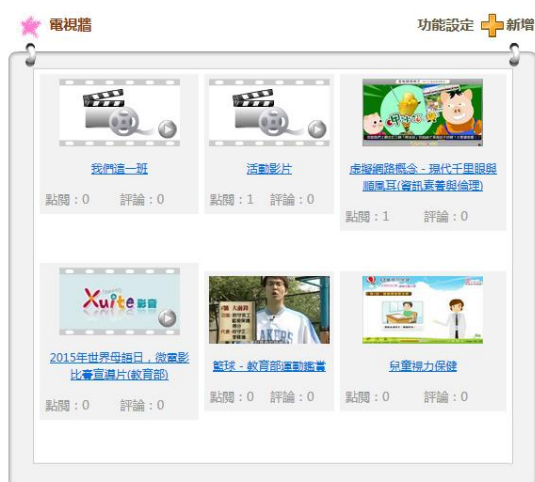 電視牆
功能設定 新增
我們這一班
點閱：0 評論：0
活動影片
點閱：1 評論：0
虛擬網路概念 - 現代千里眼與
順風耳(資訊素養與倫理)
點閱：1 評論：0
Xuite 影音
2015年世界母語日，微電影
比賽宣導片(教育部)
點閱：0 評論：0
籃球 - 教育部運動鑑賞
點閱：0 評論：0
兒童視力保健
點閱：0 評論：0